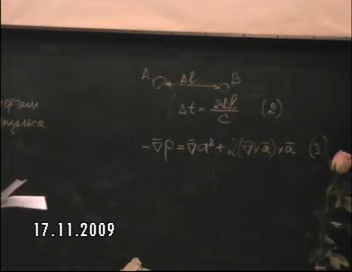 A Δl B
Δt = 2Δl/c (2)
-∇̄p = ∇̄a² + 2(∇̄×ā)×ā (3)
17.11.2009